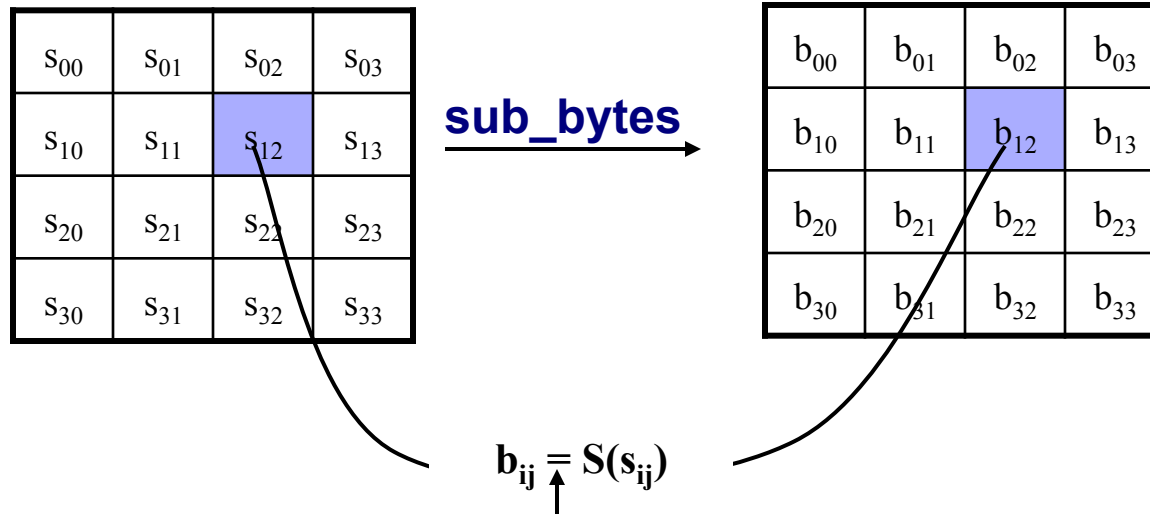 s₀₀ s₀₁ s₀₂ s₀₃
s₁₀ s₁₁ s₁₂ s₁₃
s₂₀ s₂₁ s₂₂ s₂₃
s₃₀ s₃₁ s₃₂ s₃₃
sub_bytes
b₀₀ b₀₁ b₀₂ b₀₃
b₁₀ b₁₁ b₁₂ b₁₃
b₂₀ b₂₁ b₂₂ b₂₃
b₃₀ b₃₁ b₃₂ b₃₃
bᵢⱼ = S(sᵢⱼ)